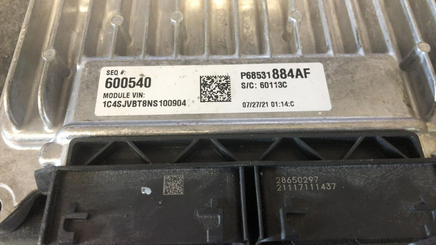 SEQ #:
600540
MODULE VIN:
1C4SJVBT8NS100904
P68531884AF
S/C: 60113C
07/27/21 01:14:C
28650297
21117111437